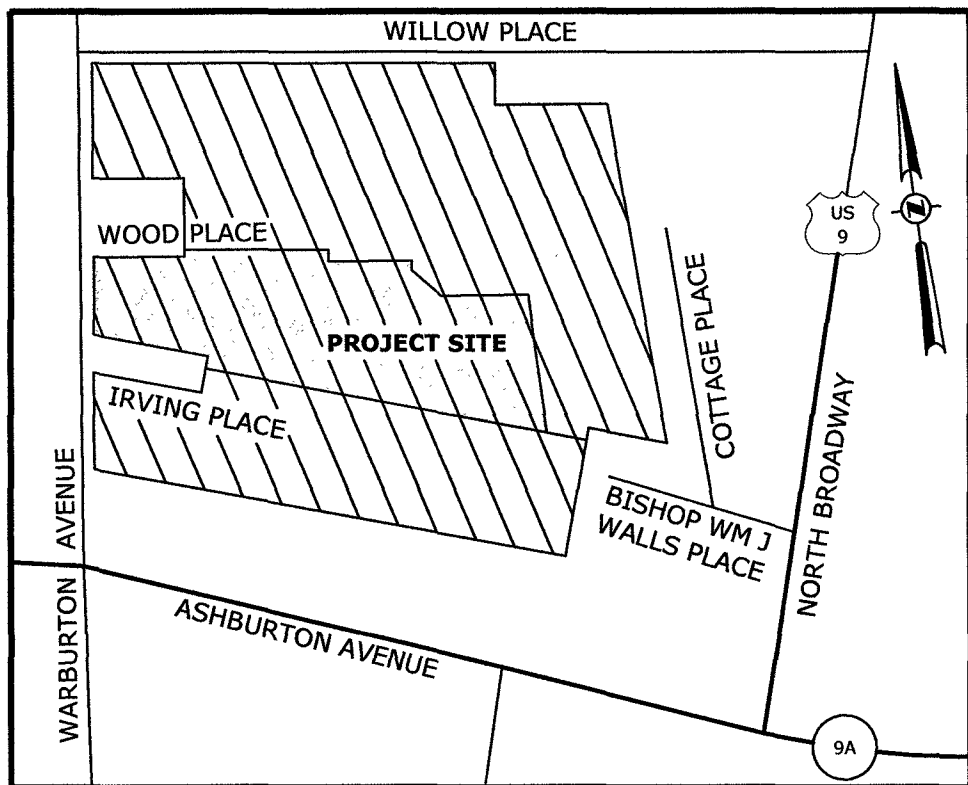 WILLOW PLACE
US
9
WOOD PLACE
PROJECT SITE
COTTAGE PLACE
IRVING PLACE
NORTH BROADWAY
WARBURTON AVENUE
BISHOP WM J
WALLS PLACE
ASHBURTON AVENUE
9A
N